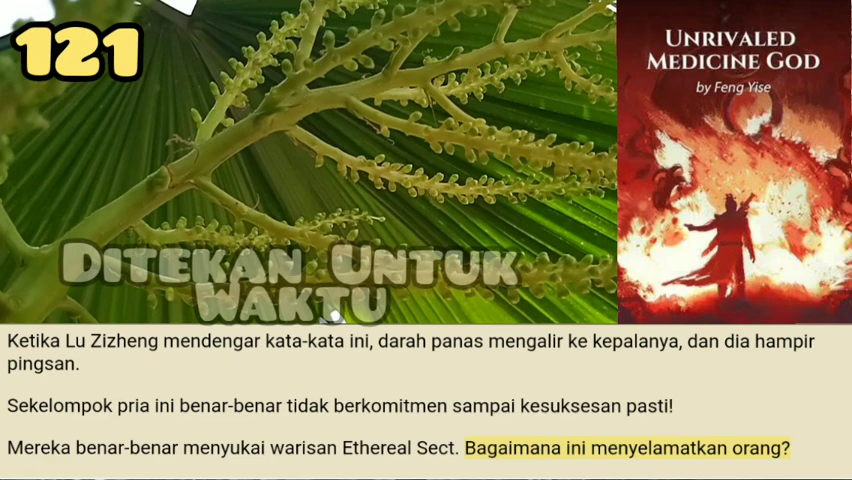 121
UNRIVALED
MEDICINE GOD
by Feng Yise
DITEKAN UNTUK
WAKTU
Ketika Lu Zizheng mendengar kata-kata ini, darah panas mengalir ke kepalanya, dan dia hampir
pingsan.
Sekelompok pria ini benar-benar tidak berkomitmen sampai kesuksesan pasti!
Mereka benar-benar menyukai warisan Ethereal Sect. Bagaimana ini menyelamatkan orang?